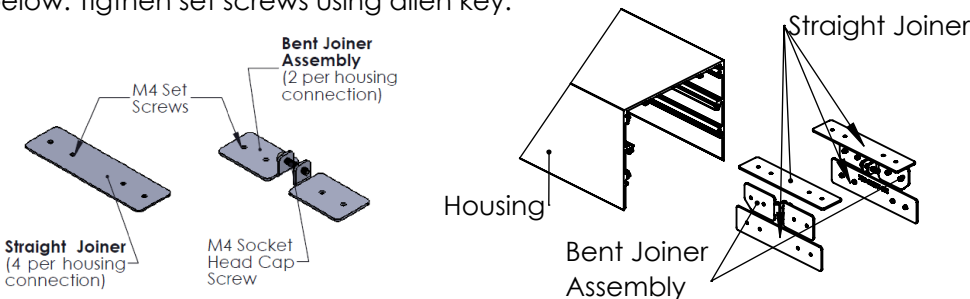 below. Tigthen set screws using allen key.
Bent Joiner
Assembly
(2 per housing
connection)
M4 Set
Screws
Straight Joiner
(4 per housing
connection)
M4 Socket
Head Cap
Screw
Straight Joiner
Housing
Bent Joiner
Assembly